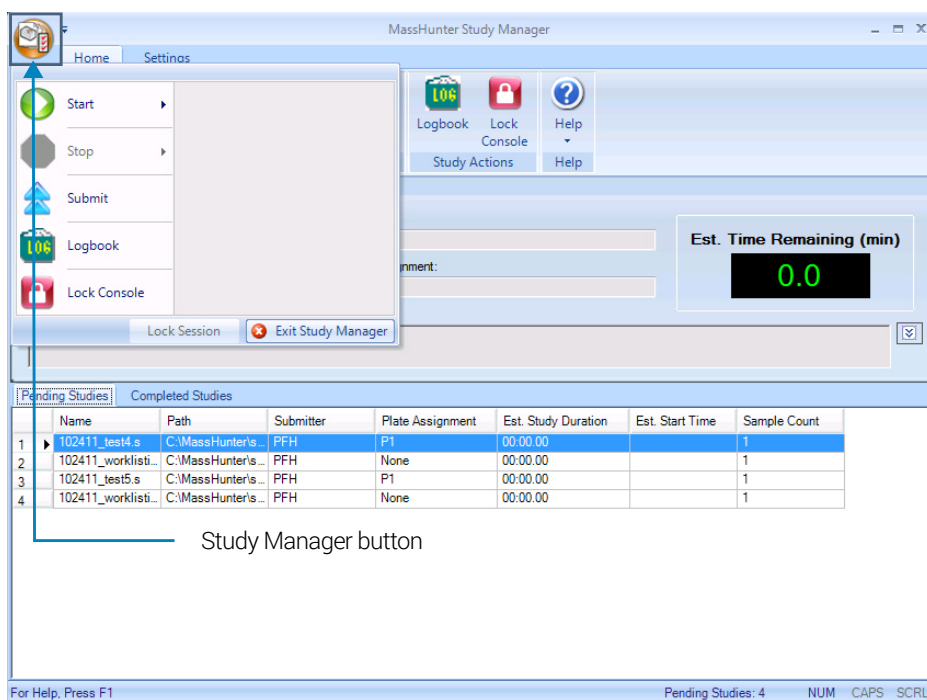 MassHunter Study Manager
Home Settings
Start
Stop
Submit
Logbook
Lock Console
Lock Session Exit Study Manager
LOG
Logbook Lock Console Help
Study Actions Help
nment:
Est. Time Remaining (min)
0.0
Pending Studies Completed Studies
Name Path Submitter Plate Assignment Est. Study Duration Est. Start Time Sample Count
1 102411_test4.s C:\MassHunter\s... PFH P1 00:00.00 1
2 102411_worklisti... C:\MassHunter\s... PFH None 00:00.00 1
3 102411_test5.s C:\MassHunter\s... PFH P1 00:00.00 1
4 102411_worklisti... C:\MassHunter\s... PFH None 00:00.00 1
Study Manager button
For Help, Press F1 Pending Studies: 4 NUM CAPS SCRL